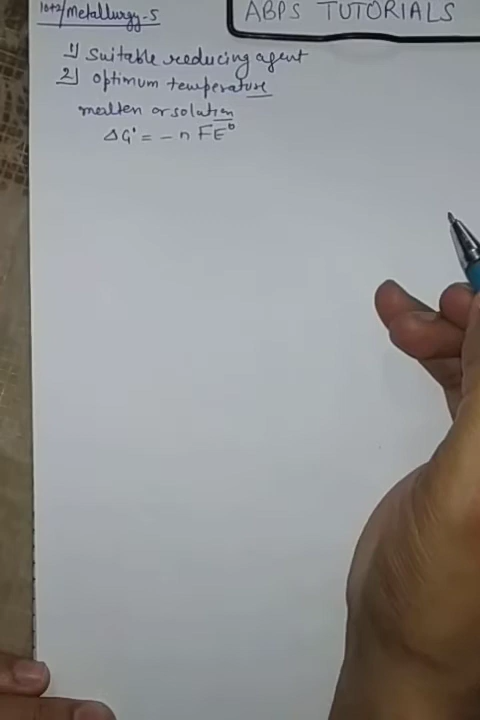 10+2/Metallurgy-5
ABPS TUTORIALS
1) Suitable reducing agent
2) optimum temperature
molten or solution
ΔG° = - n FE°